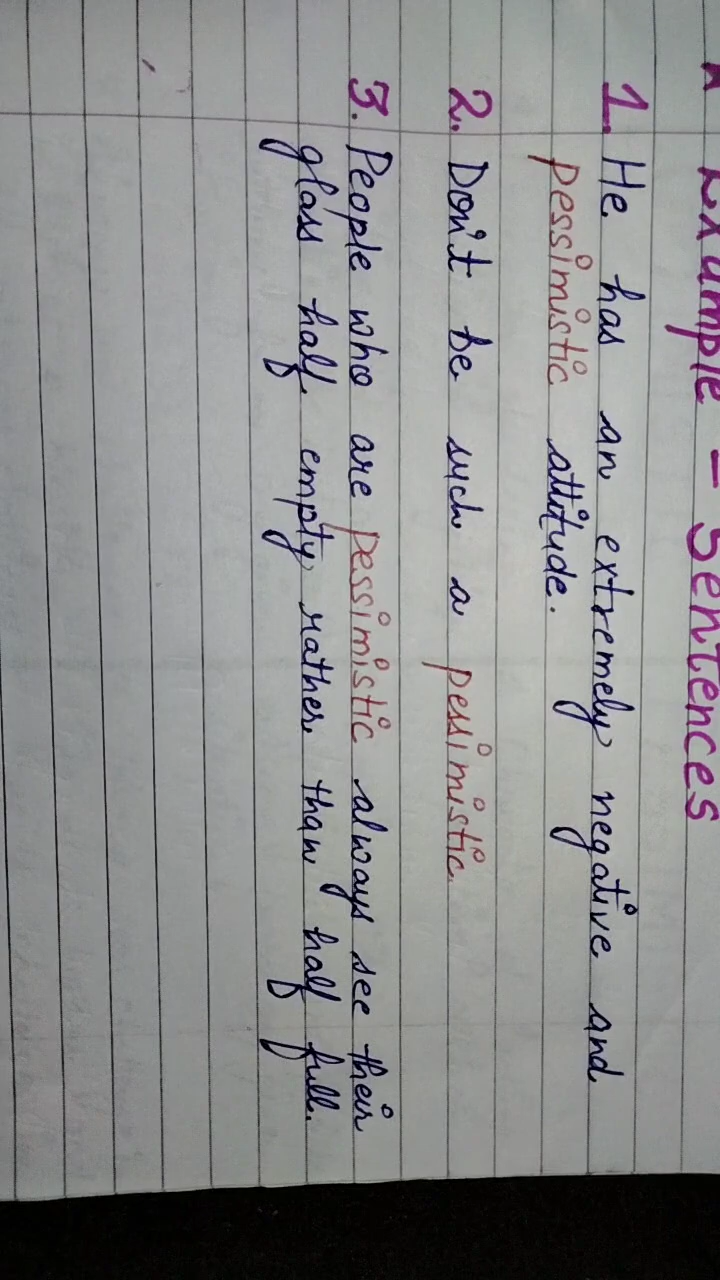 * Example - Sentences
1. He has an extremely negative and
pessimistic attitude.
2. Don't be such a pessimistic.
3. People who are pessimistic always see their
glass half empty rather than half full.